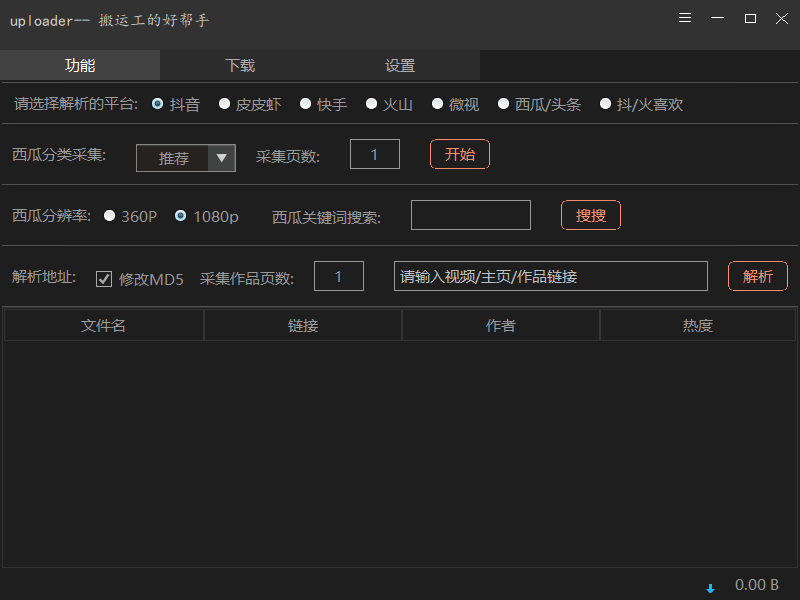 uploader-- 搬运工的好帮手
功能 下载 设置
请选择解析的平台: 抖音 皮皮虾 快手 火山 微视 西瓜/头条 抖/火喜欢
西瓜分类采集: 推荐 采集页数: 1 开始
西瓜分辨率: 360P 1080p 西瓜关键词搜索: 搜搜
解析地址: 修改MD5 采集作品页数: 1 请输入视频/主页/作品链接 解析
文件名 链接 作者 热度
0.00 B